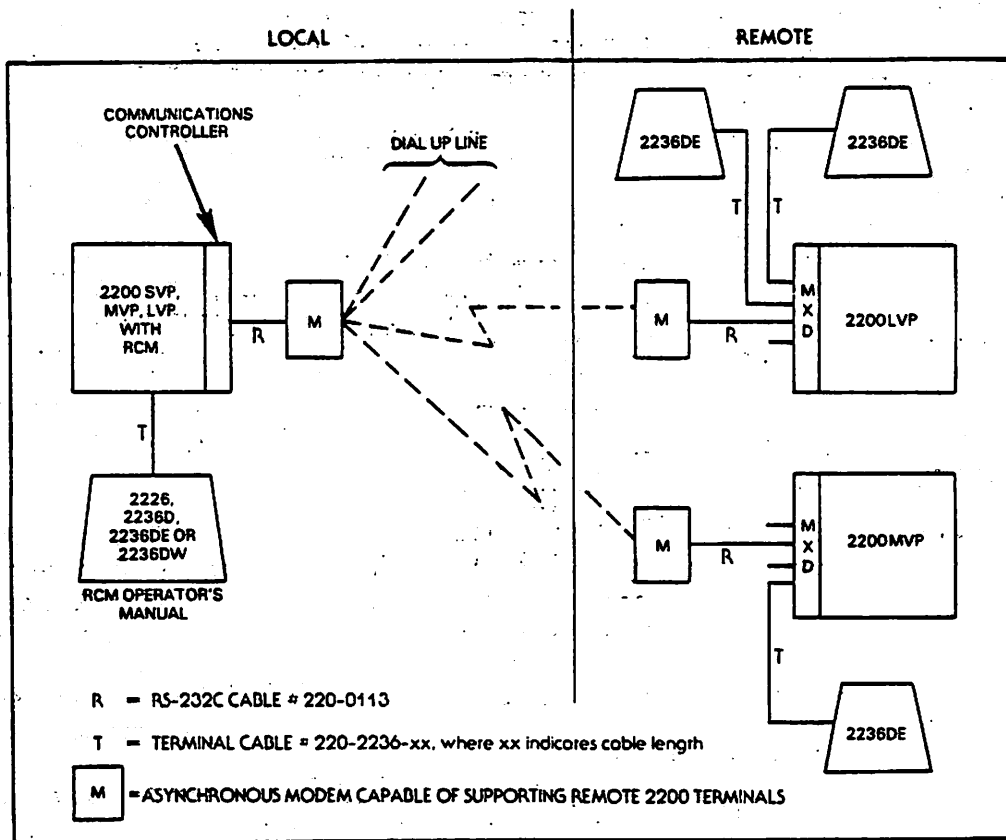 LOCAL
REMOTE
COMMUNICATIONS
CONTROLLER
DIAL UP LINE
2236DE
2236DE
T
T
2200 SVP,
MVP, LVP
WITH
RCM
R
M
M
R
M
X
D
2200LVP
T
2226,
2236D,
2236DE OR
2236DW
RCM OPERATOR'S
MANUAL
M
R
M
X
D
2200MVP
T
2236DE
R = RS-232C CABLE # 220-0113
T = TERMINAL CABLE # 220-2236-xx, where xx indicates cable length
M = ASYNCHRONOUS MODEM CAPABLE OF SUPPORTING REMOTE 2200 TERMINALS